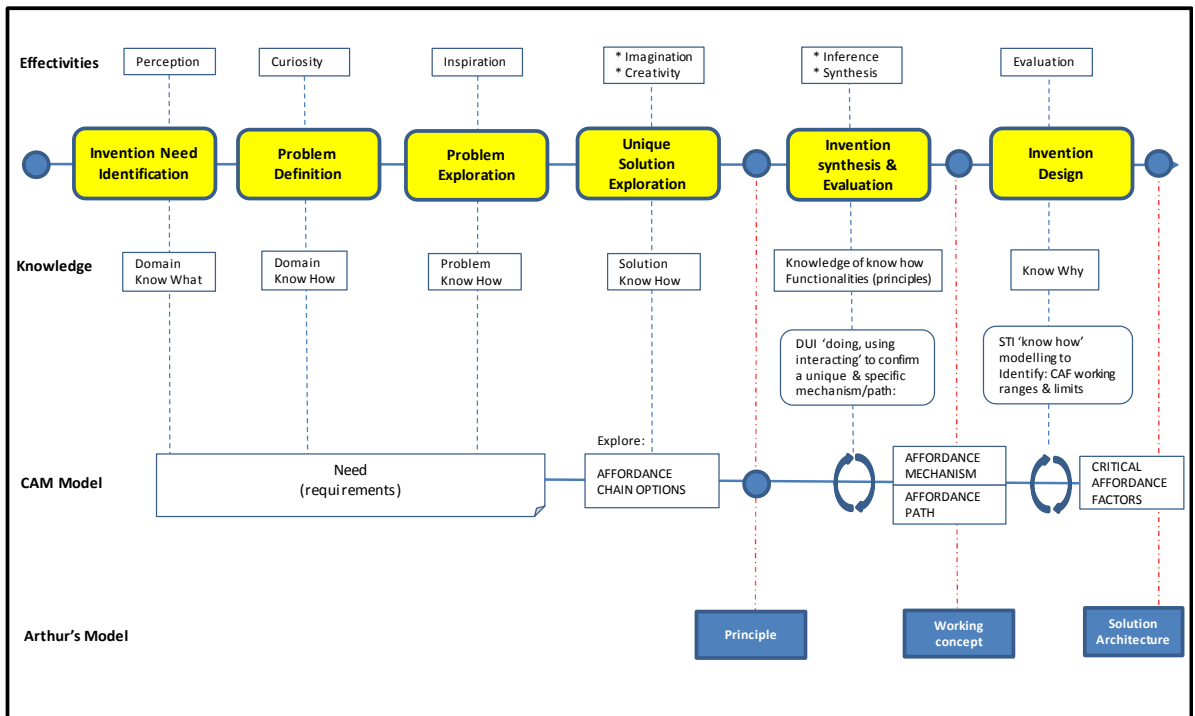 Effectivities
Perception
Curiosity
Inspiration
* Imagination
* Creativity
* Inference
* Synthesis
Evaluation
Invention Need
Identification
Problem
Definition
Problem
Exploration
Unique
Solution
Exploration
Invention
synthesis &
Evaluation
Invention
Design
Knowledge
Domain
Know What
Domain
Know How
Problem
Know How
Solution
Know How
Knowledge of know how
Functionalities (principles)
Know Why
DUI ‘doing, using
interacting’ to confirm
a unique & specific
mechanism/path:
STI ‘know how’
modelling to
Identify: CAF working
ranges & limits
CAM Model
Need
(requirements)
Explore:
AFFORDANCE
CHAIN OPTIONS
AFFORDANCE
MECHANISM
AFFORDANCE
PATH
CRITICAL
AFFORDANCE
FACTORS
Arthur’s Model
Principle
Working
concept
Solution
Architecture